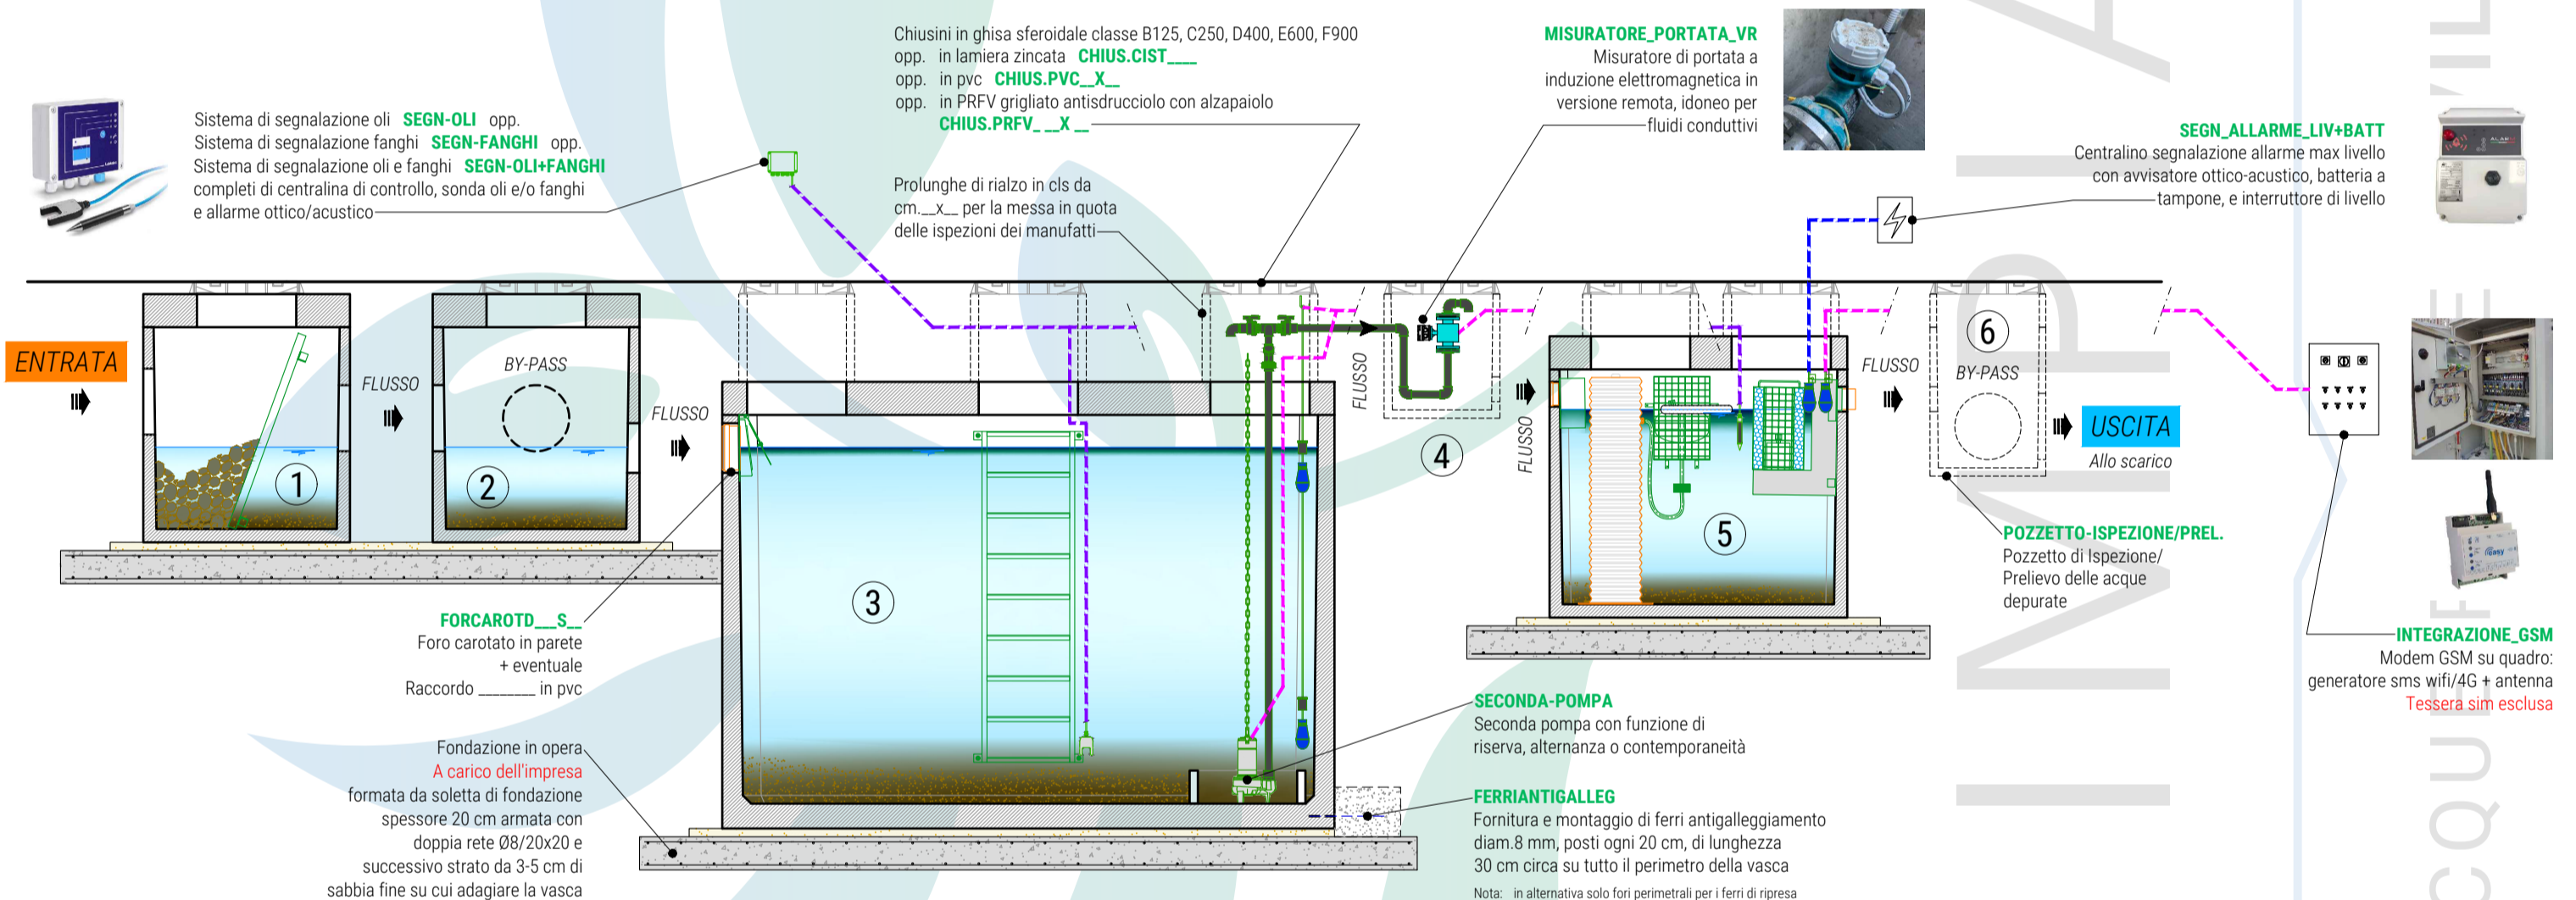 Chiusini in ghisa sferoidale classe B125, C250, D400, E600, F900
opp. in lamiera zincata CHIUS.CIST____
opp. in pvc CHIUS.PVC__X__
opp. in PRFV grigliato antisdrucciolo con alzapaiolo
CHIUS.PRFV_ __X __
MISURATORE_PORTATA_VR
Misuratore di portata a
induzione elettromagnetica in
versione remota, idoneo per
fluidi conduttivi
Sistema di segnalazione oli SEGN-OLI opp.
Sistema di segnalazione fanghi SEGN-FANGHI opp.
Sistema di segnalazione oli e fanghi SEGN-OLI+FANGHI
completi di centralina di controllo, sonda oli e/o fanghi
e allarme ottico/acustico
Prolunghe di rialzo in cls da
cm.__x__ per la messa in quota
delle ispezioni dei manufatti
SEGN_ALLARME_LIV+BATT
Centralino segnalazione allarme max livello
con avvisatore ottico-acustico, batteria a
tampone, e interruttore di livello
ENTRATA
FLUSSO
BY-PASS
FLUSSO
FLUSSO
FLUSSO
FLUSSO
BY-PASS
USCITA
Allo scarico
1
2
3
4
5
6
POZZETTO-ISPEZIONE/PREL.
Pozzetto di Ispezione/
Prelievo delle acque
depurate
FORCAROTD___S__
Foro carotato in parete
+ eventuale
Raccordo ________ in pvc
INTEGRAZIONE_GSM
Modem GSM su quadro:
generatore sms wifi/4G + antenna
Tessera sim esclusa
SECONDA-POMPA
Seconda pompa con funzione di
riserva, alternanza o contemporaneità
Fondazione in opera
A carico dell'impresa
formata da soletta di fondazione
spessore 20 cm armata con
doppia rete Ø8/20x20 e
successivo strato da 3-5 cm di
sabbia fine su cui adagiare la vasca
FERRIANTIGALLEG
Fornitura e montaggio di ferri antigalleggiamento
diam.8 mm, posti ogni 20 cm, di lunghezza
30 cm circa su tutto il perimetro della vasca
Nota: in alternativa solo fori perimetrali per i ferri di ripresa